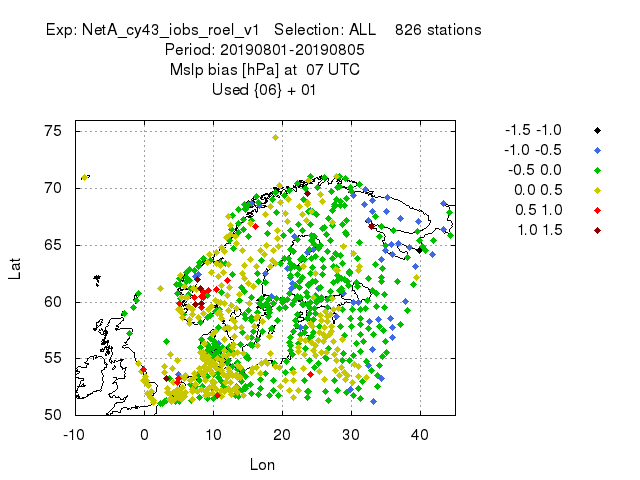 Exp: NetA_cy43_iobs_roel_v1 Selection: ALL 826 stations
Period: 20190801-20190805
Mslp bias [hPa] at 07 UTC
Used {06} + 01
75
70
65
60
55
50
Lat
-10 0 10 20 30 40
Lon
-1.5 -1.0
-1.0 -0.5
-0.5 0.0
0.0 0.5
0.5 1.0
1.0 1.5